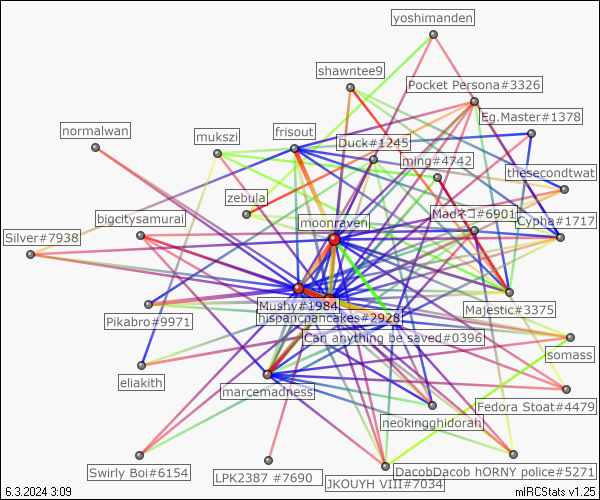 yoshimanden
shawntee9
Pocket Persona#3326
Eg.Master#1378
normalwan
mukszi
frisout
Duck#1245
ming#4742
thesecondtwat
zebula
bigcitysamurai
moonraven
Madネコ#6901
Cypha#1717
Silver#7938
Mushy#1984
hispancpancakes#2928
Majestic#3375
Pikabro#9971
Can anything be saved#0396
somass
eliakith
marcemadness
Fedora Stoat#4479
neokingghidorah
Swirly Boi#6154
LPK2387 #7690
JKOUYH VIII#7034
DacobDacob hORNY police#5271
6.3.2024 3:09
mIRCStats v1.25